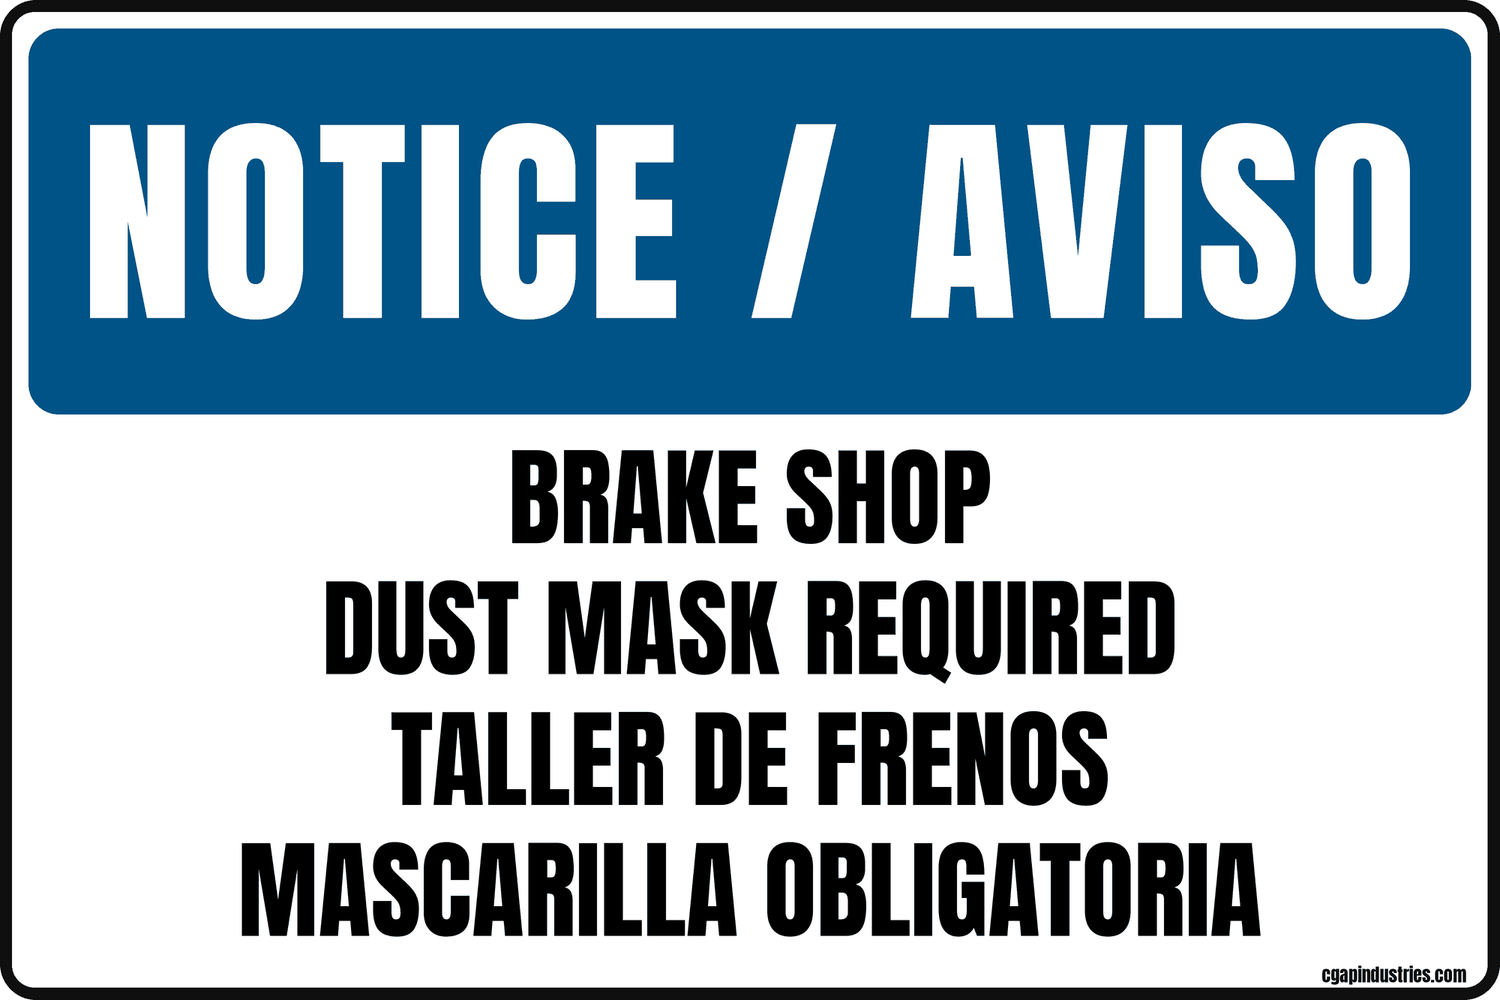 NOTICE / AVISO
BRAKE SHOP
DUST MASK REQUIRED
TALLER DE FRENOS
MASCARILLA OBLIGATORIA
cgapindustries.com